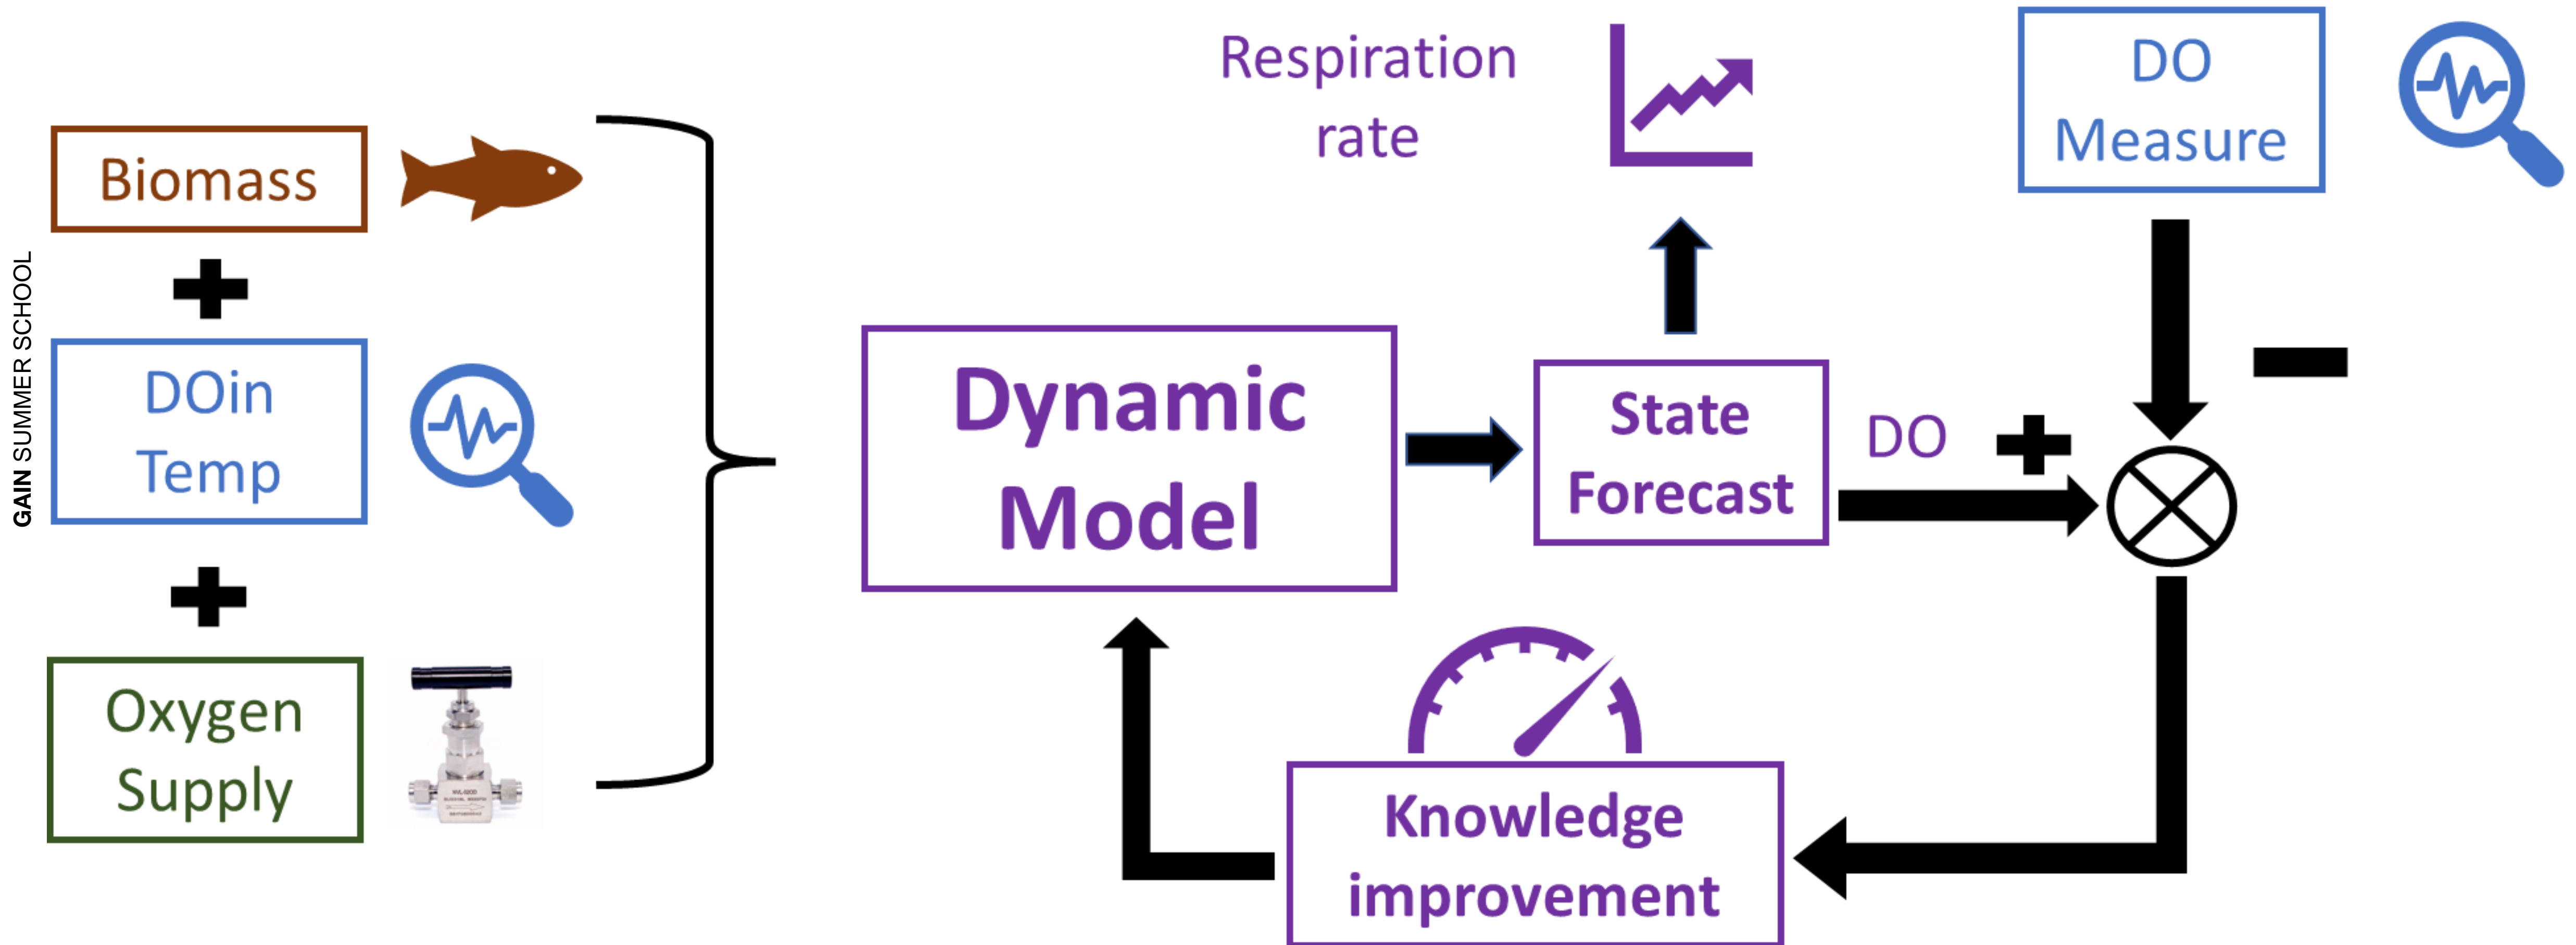 GAIN SUMMER SCHOOL
Biomass
DOin
Temp
Oxygen
Supply
Dynamic
Model
Respiration
rate
State
Forecast
DO
DO
Measure
Knowledge
improvement